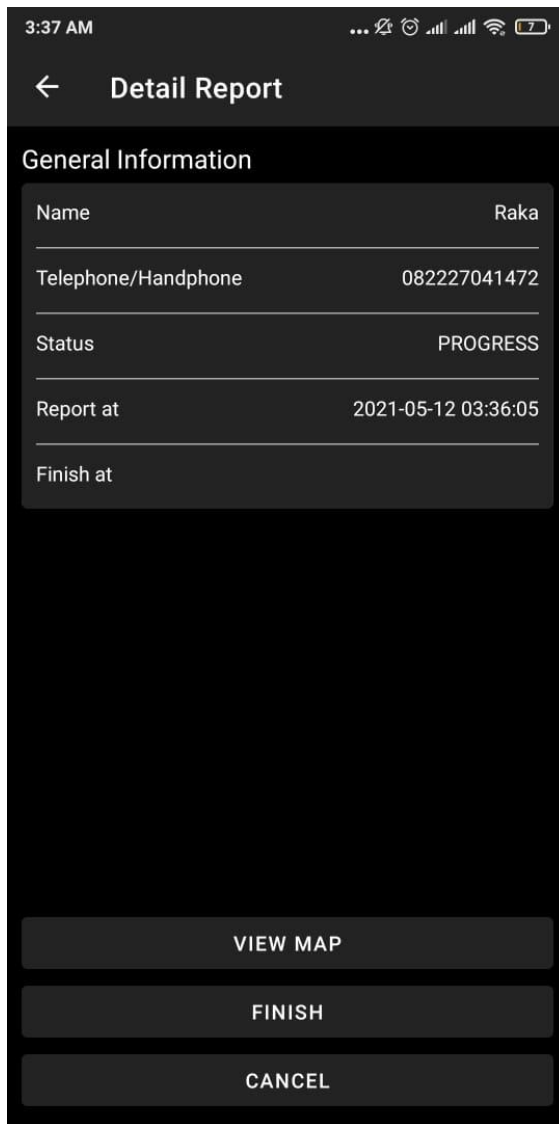 3:37 AM
... 7
Detail Report
General Information
Name Raka
Telephone/Handphone 082227041472
Status PROGRESS
Report at 2021-05-12 03:36:05
Finish at
VIEW MAP
FINISH
CANCEL